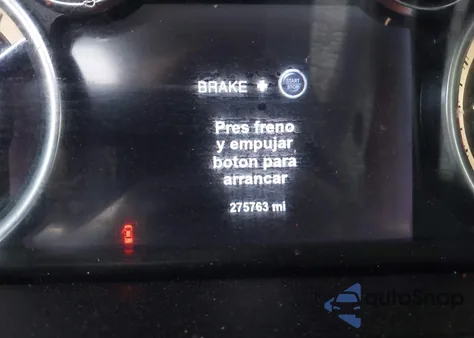 BRAKE + START STOP
Pres freno
y empujar
boton para
arrancar
275763 mi
autoSnap